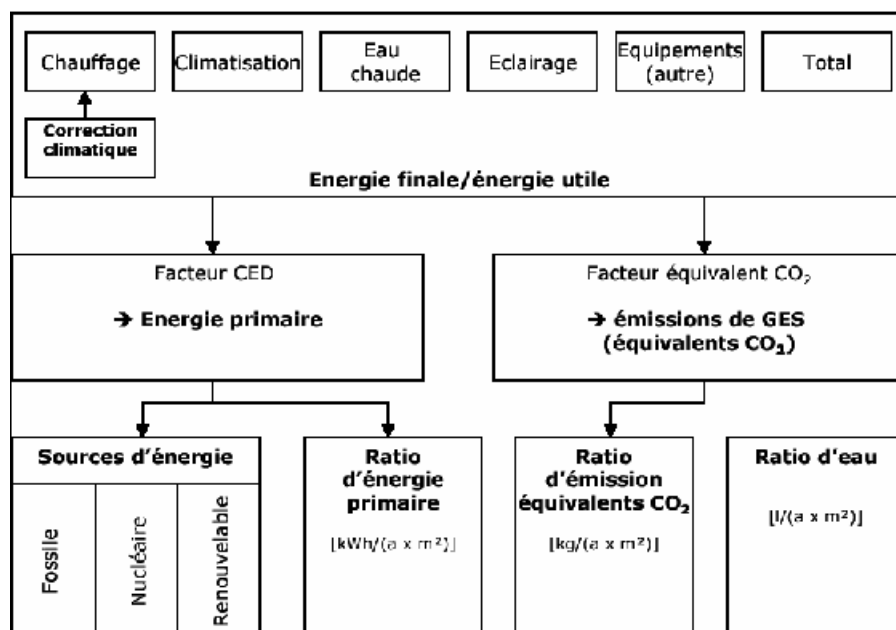 Chauffage
Climatisation
Eau
chaude
Eclairage
Equipements
(autre)
Total
Correction
climatique
Energie finale/énergie utile
Facteur CED
→ Energie primaire
Facteur équivalent CO₂
→ émissions de GES
(équivalents CO₂)
Sources d'énergie
Fossile
Nucléaire
Renouvelable
Ratio
d'énergie
primaire
[kWh/(a x m²)]
Ratio
d'émission
équivalents CO₂
[kg/(a x m²)]
Ratio d'eau
[l/(a x m²)]